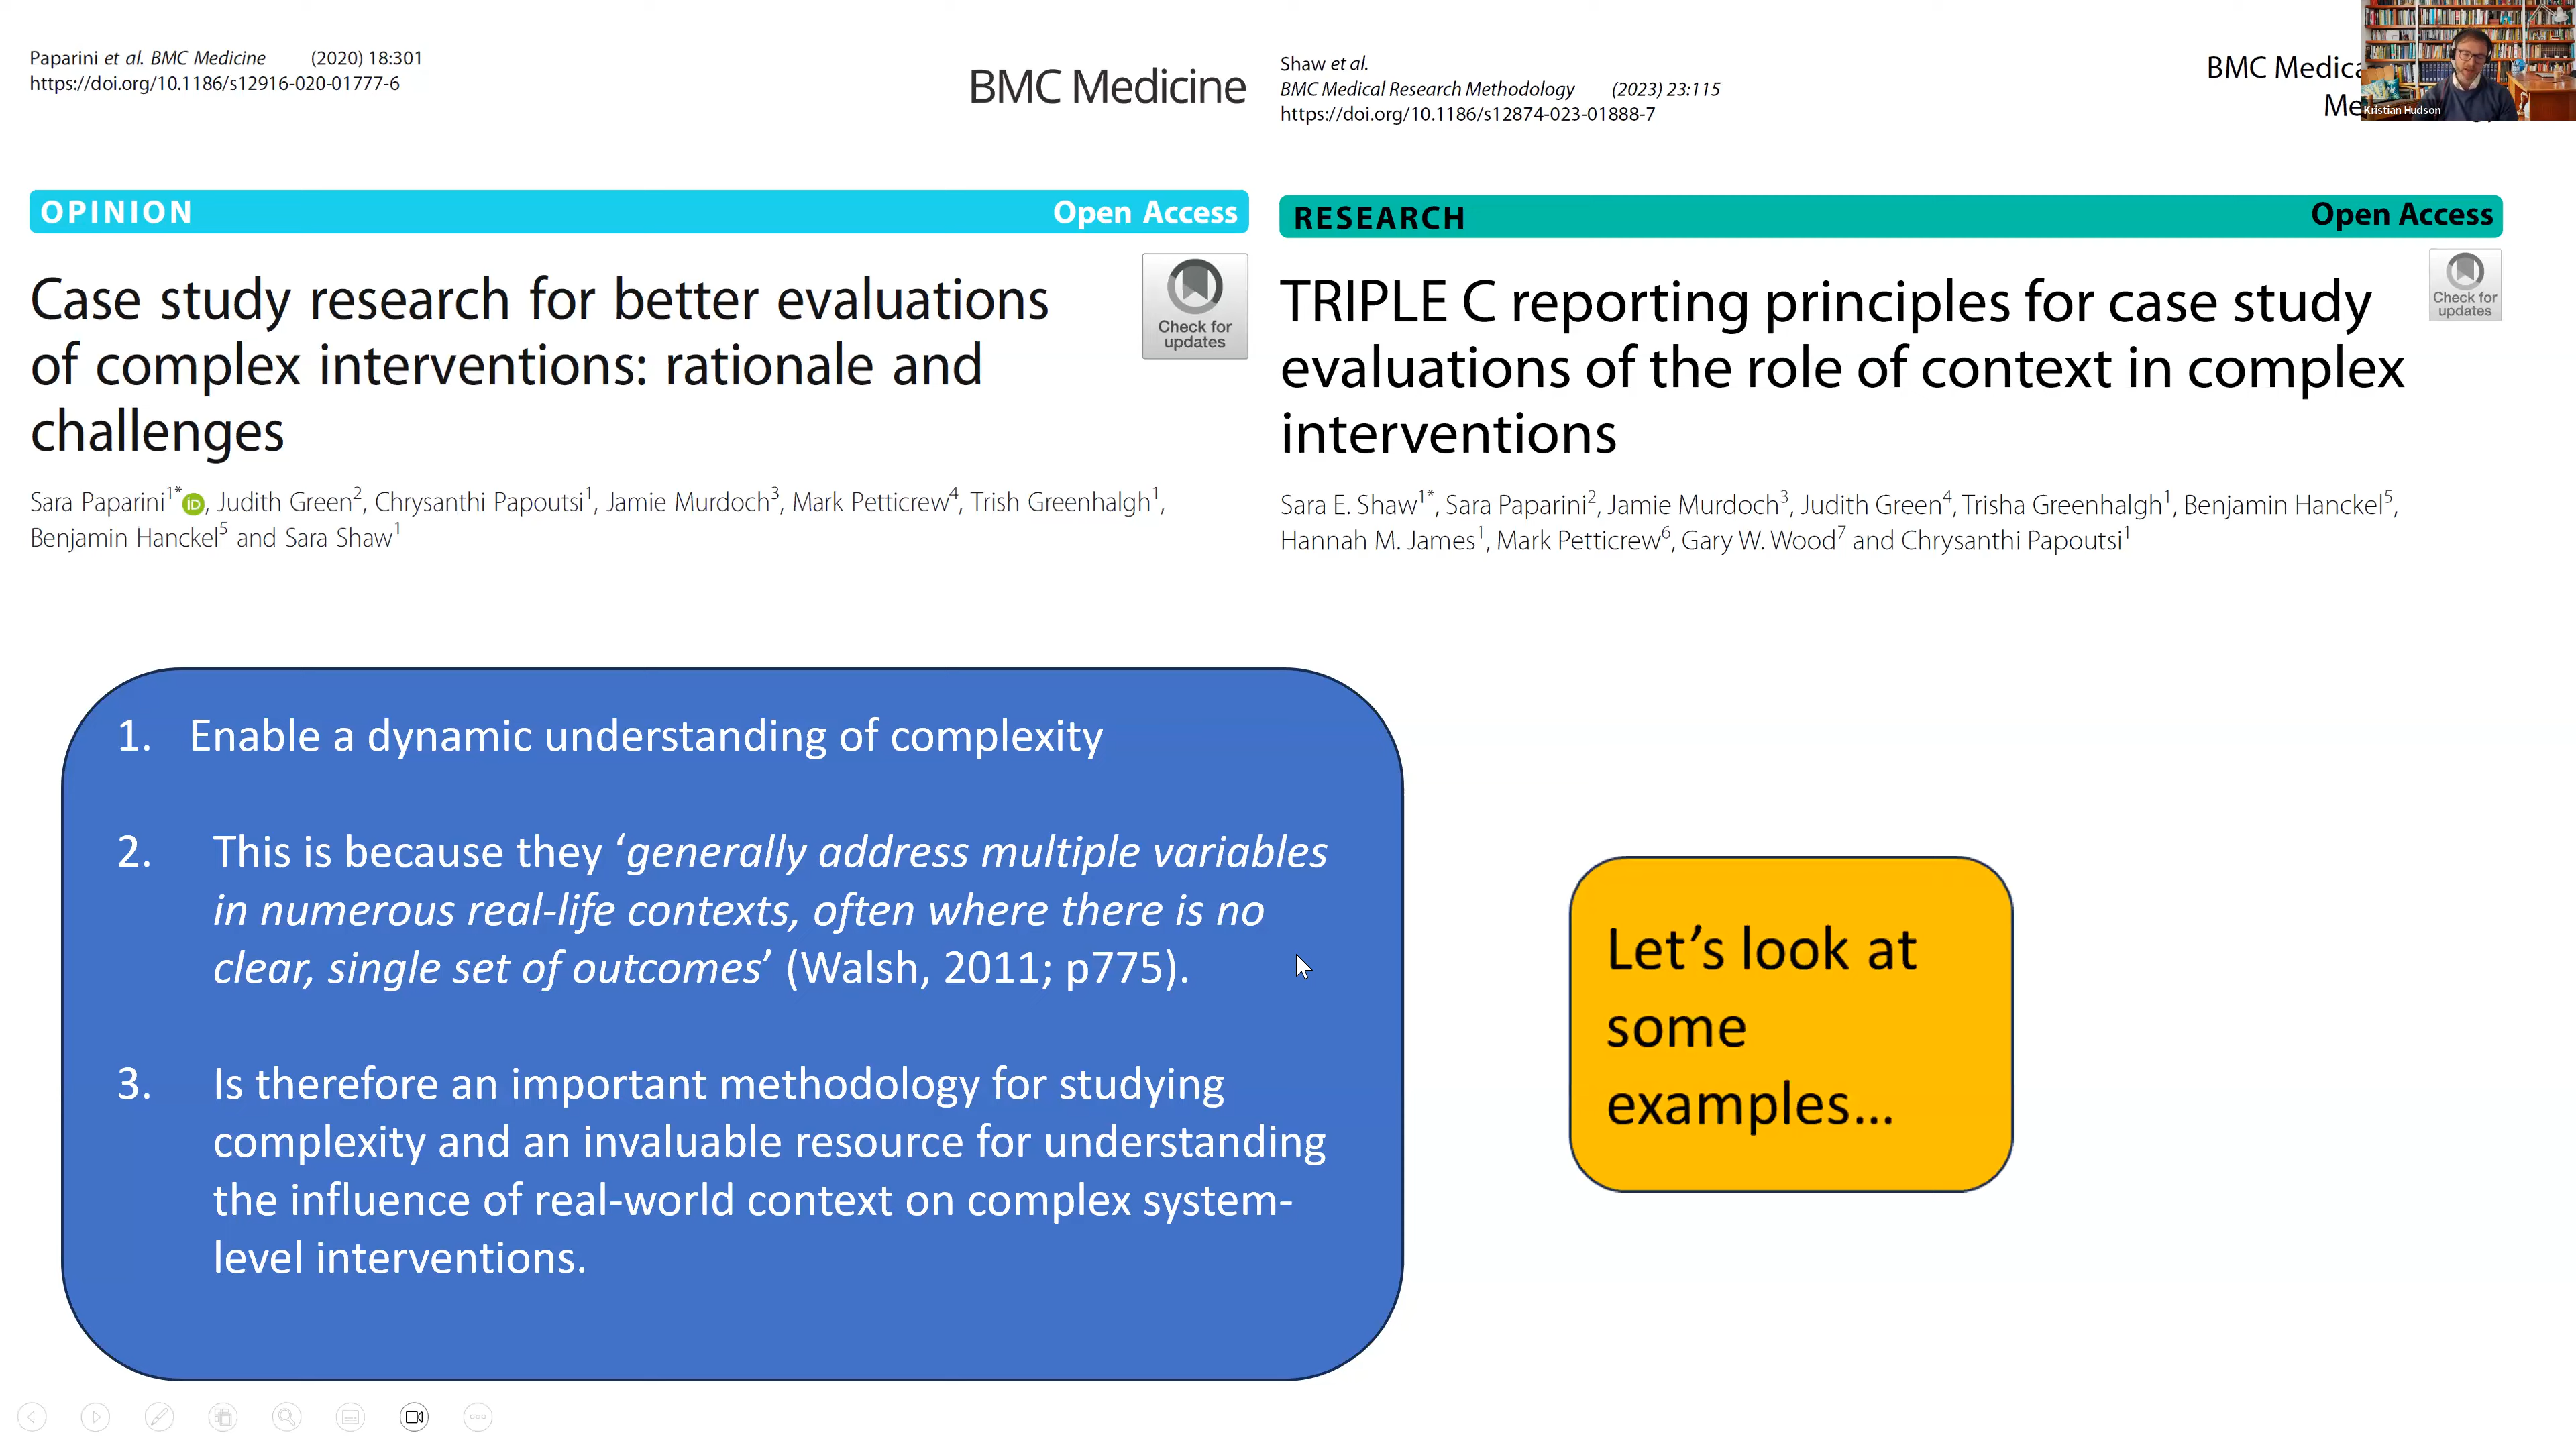 Paparini et al. BMC Medicine (2020) 18:301
https://doi.org/10.1186/s12916-020-01777-6
BMC Medicine
OPINION Open Access
Case study research for better evaluations
of complex interventions: rationale and
challenges
Check for
updates
Sara Paparini1* iD, Judith Green2, Chrysanthi Papoutsi1, Jamie Murdoch3, Mark Petticrew4, Trish Greenhalgh1,
Benjamin Hanckel5 and Sara Shaw1
Shaw et al.
BMC Medical Research Methodology (2023) 23:115
https://doi.org/10.1186/s12874-023-01888-7
BMC Medica
Me
Kristian Hudson
RESEARCH Open Access
TRIPLE C reporting principles for case study
evaluations of the role of context in complex
interventions
Check for
updates
Sara E. Shaw1*, Sara Paparini2, Jamie Murdoch3, Judith Green4, Trisha Greenhalgh1, Benjamin Hanckel5,
Hannah M. James1, Mark Petticrew6, Gary W. Wood7 and Chrysanthi Papoutsi1
1. Enable a dynamic understanding of complexity
2. This is because they ‘generally address multiple variables
in numerous real-life contexts, often where there is no
clear, single set of outcomes’ (Walsh, 2011; p775).
3. Is therefore an important methodology for studying
complexity and an invaluable resource for understanding
the influence of real-world context on complex system-
level interventions.
Let’s look at
some
examples...